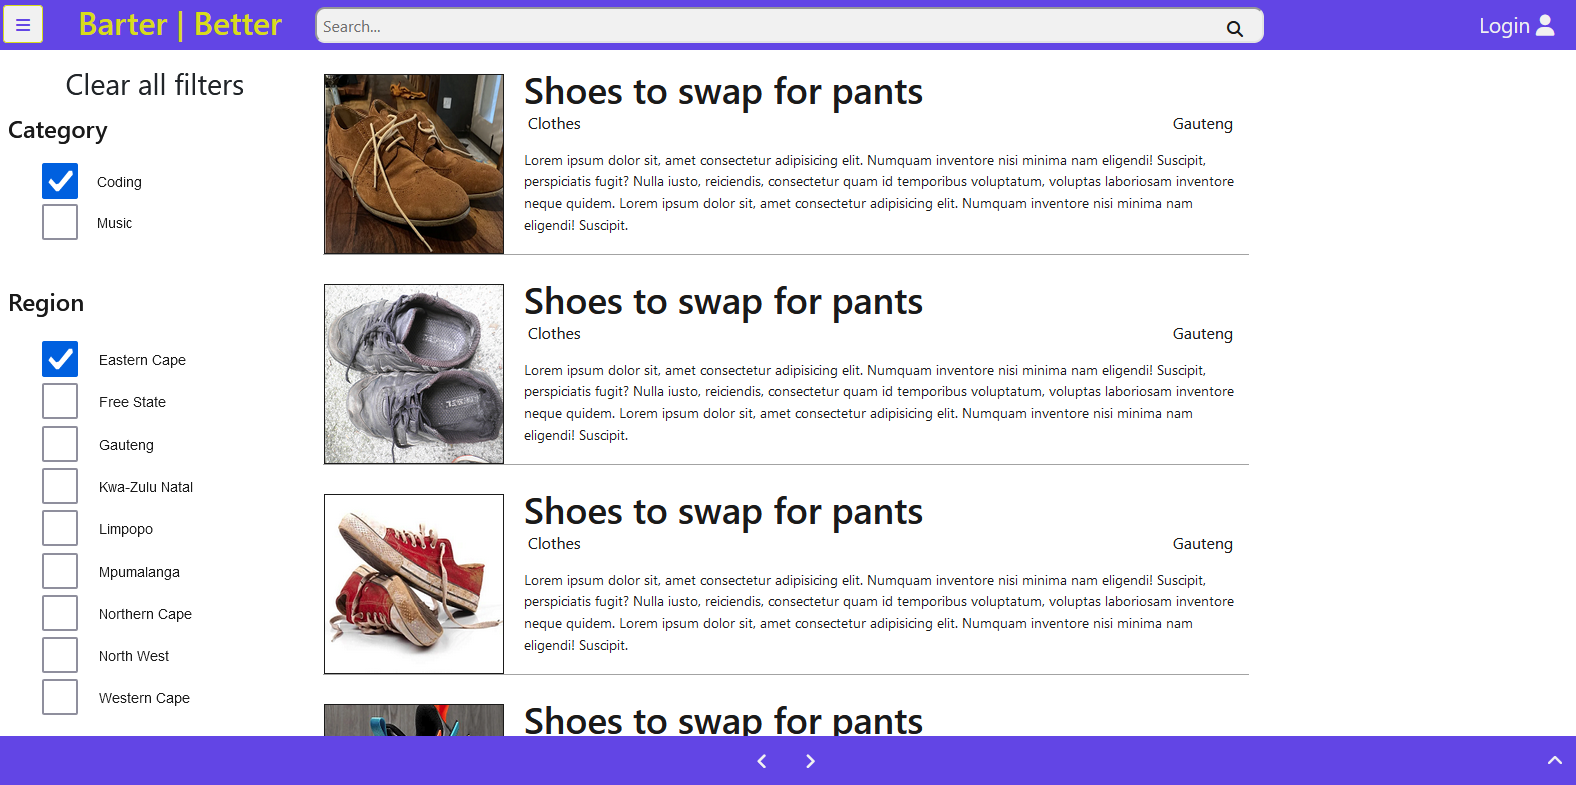 Barter | Better
Search...
Login
Clear all filters
Category
Coding
Music
Region
Eastern Cape
Free State
Gauteng
Kwa-Zulu Natal
Limpopo
Mpumalanga
Northern Cape
North West
Western Cape
Shoes to swap for pants
Clothes
Gauteng
Lorem ipsum dolor sit, amet consectetur adipisicing elit. Numquam inventore nisi minima nam eligendi! Suscipit,
perspiciatis fugit? Nulla iusto, reiciendis, consectetur quam id temporibus voluptatum, voluptas laboriosam inventore
neque quidem. Lorem ipsum dolor sit, amet consectetur adipisicing elit. Numquam inventore nisi minima nam
eligendi! Suscipit.
Shoes to swap for pants
Clothes
Gauteng
Lorem ipsum dolor sit, amet consectetur adipisicing elit. Numquam inventore nisi minima nam eligendi! Suscipit,
perspiciatis fugit? Nulla iusto, reiciendis, consectetur quam id temporibus voluptatum, voluptas laboriosam inventore
neque quidem. Lorem ipsum dolor sit, amet consectetur adipisicing elit. Numquam inventore nisi minima nam
eligendi! Suscipit.
Shoes to swap for pants
Clothes
Gauteng
Lorem ipsum dolor sit, amet consectetur adipisicing elit. Numquam inventore nisi minima nam eligendi! Suscipit,
perspiciatis fugit? Nulla iusto, reiciendis, consectetur quam id temporibus voluptatum, voluptas laboriosam inventore
neque quidem. Lorem ipsum dolor sit, amet consectetur adipisicing elit. Numquam inventore nisi minima nam
eligendi! Suscipit.
Shoes to swap for pants